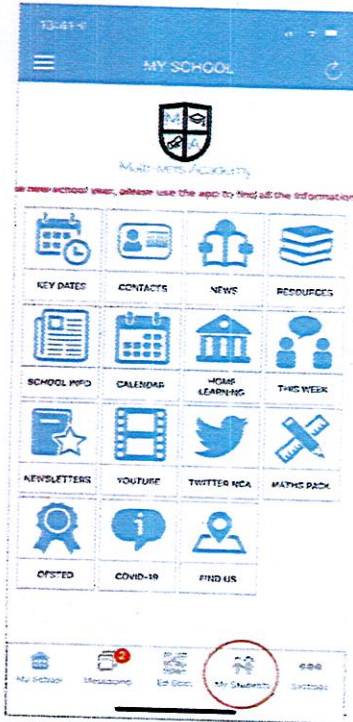 13:41
MY SCHOOL
M
A
Academy
new school year, please use the app to find all the information
KEY DATES
CONTACTS
NEWS
RESOURCES
SCHOOL INFO
CALENDAR
HOME
LEARNING
THIS WEEK
NEWSLETTERS
YOUTUBE
TWITTER NCA
MATHS PACK
OFSTED
COVID-19
FIND US
2
My School
Messaging
My Students
Settings